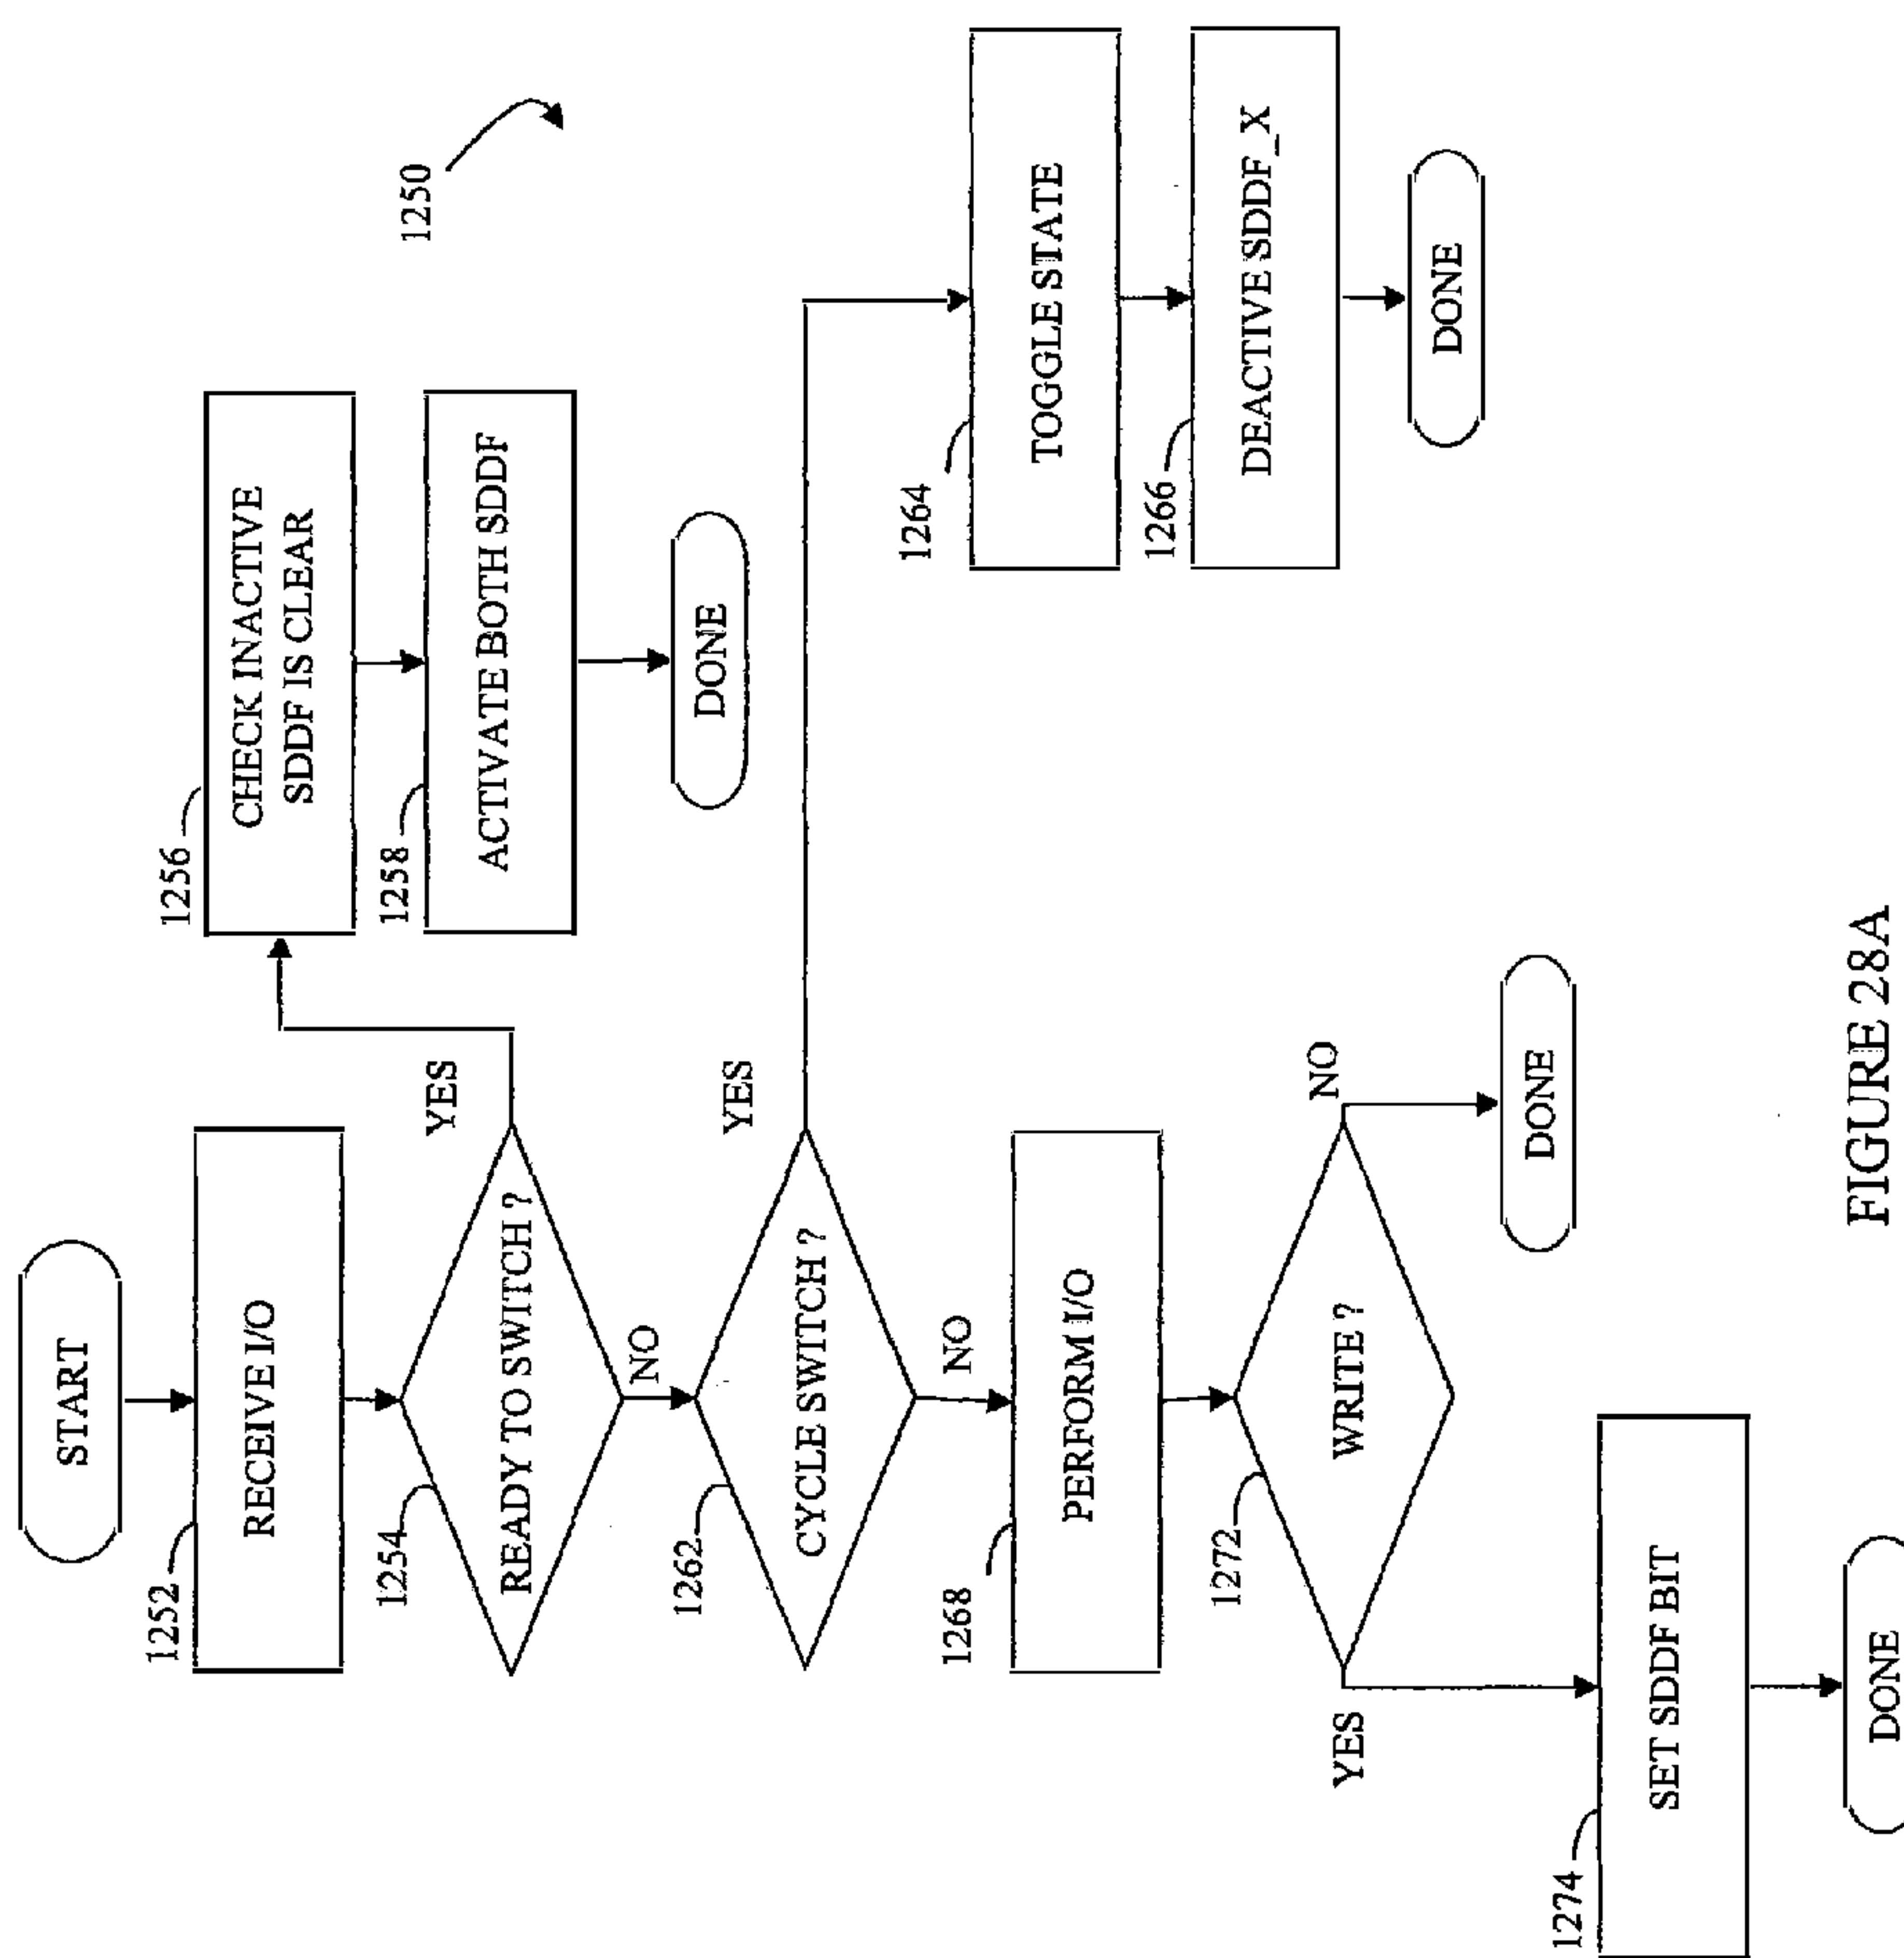 START
1252
RECEIVE I/O
1254
READY TO SWITCH ?
YES
NO
1256
CHECK INACTIVE
SDDF IS CLEAR
1258
ACTIVATE BOTH SDDF
DONE
1250
1262
CYCLE SWITCH ?
YES
NO
1264
TOGGLE STATE
1266
DEACTIVE SDDF_X
DONE
1268
PERFORM I/O
1272
WRITE ?
NO
DONE
YES
1274
SET SDDF BIT
DONE
FIGURE 28A